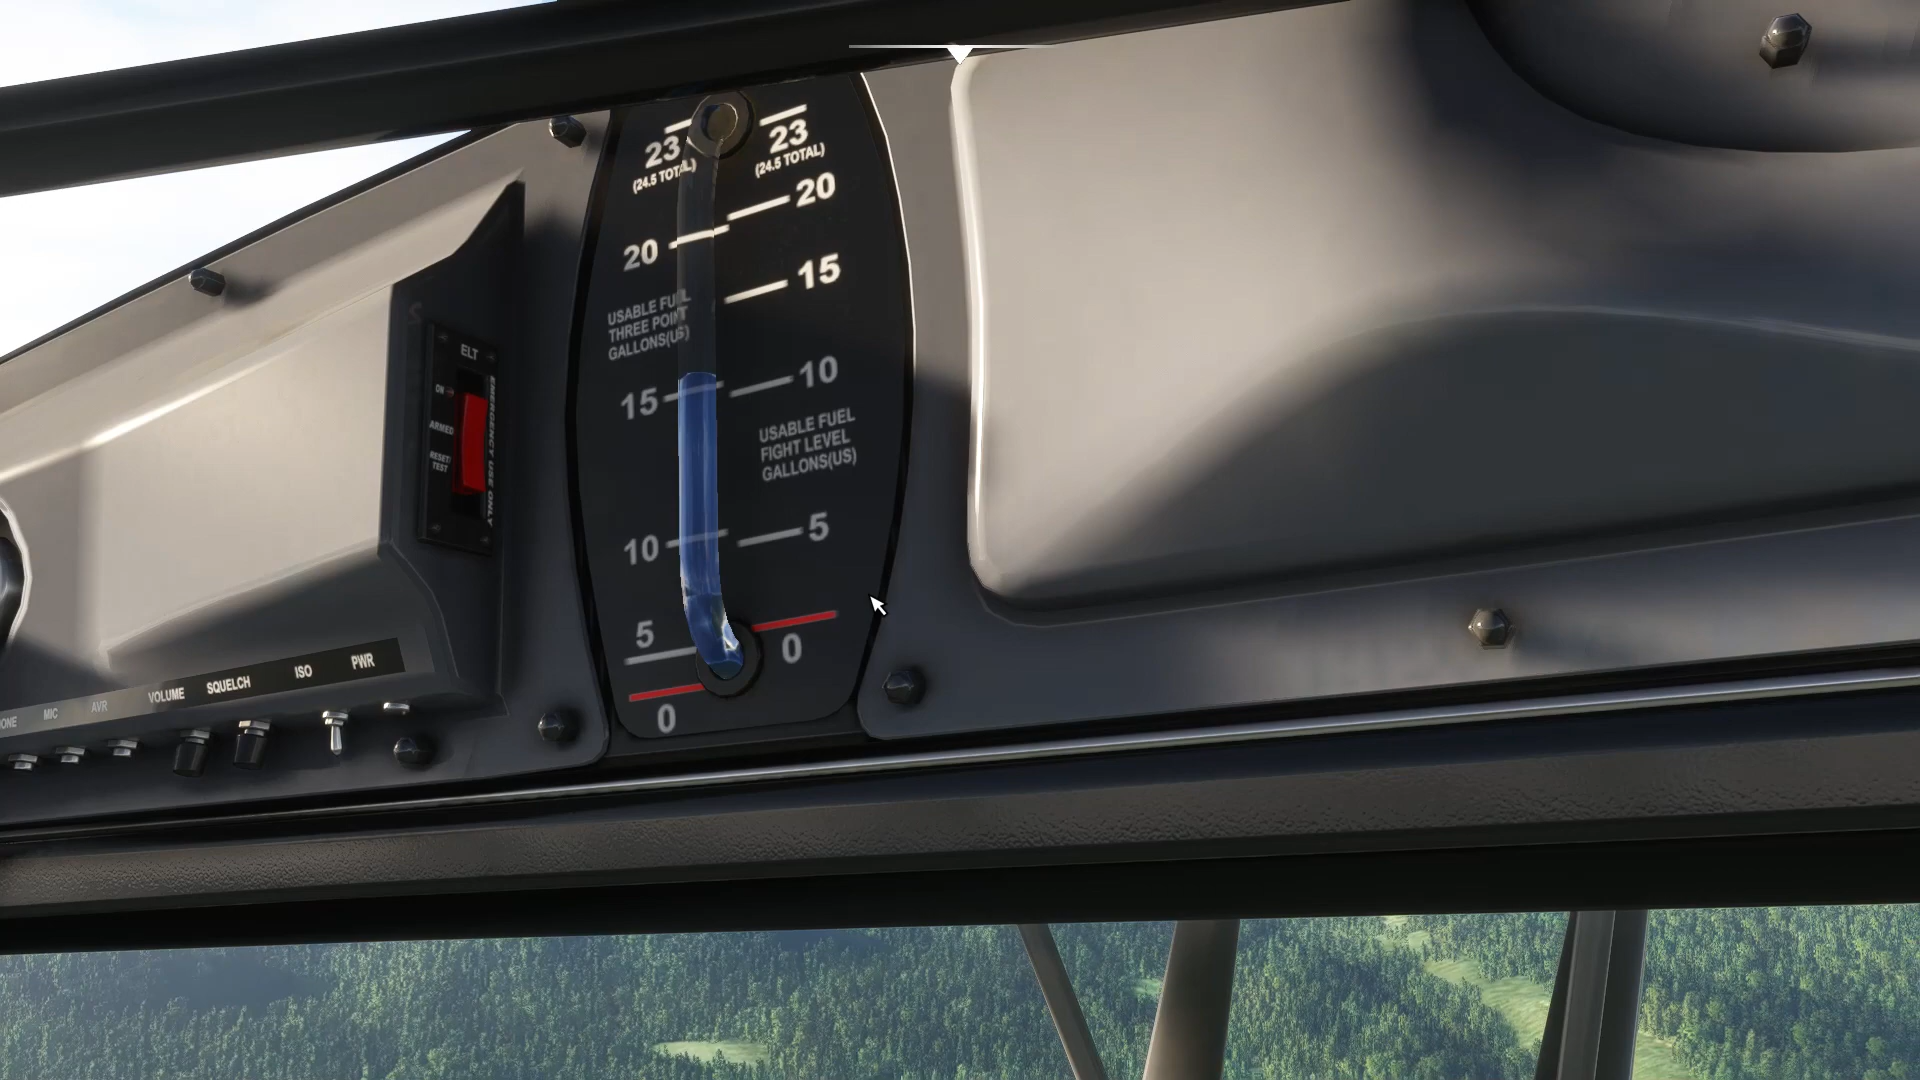 23
(24.5 TOTAL)
23
(24.5 TOTAL)
20
20
15
USABLE FUEL
THREE POINT
GALLONS(US)
ELT
ON
ARMED
RESET/
TEST
EMERGENCY USE ONLY
15
10
USABLE FUEL
FIGHT LEVEL
GALLONS(US)
10
5
5
0
0
MIC
AVR
VOLUME
SQUELCH
ISO
PWR